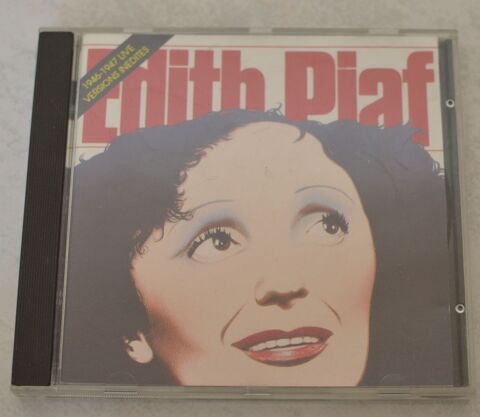 1946-1947 LIVE
VERSIONS INEDITES
Edith Piaf